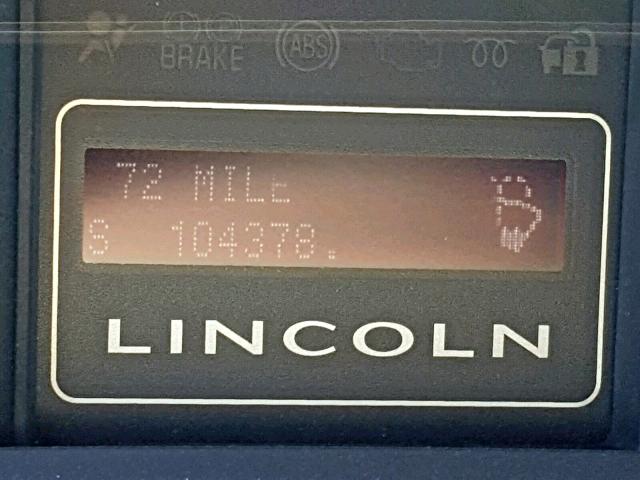 BRAKE ABS
72 MILE
S 104378.
LINCOLN